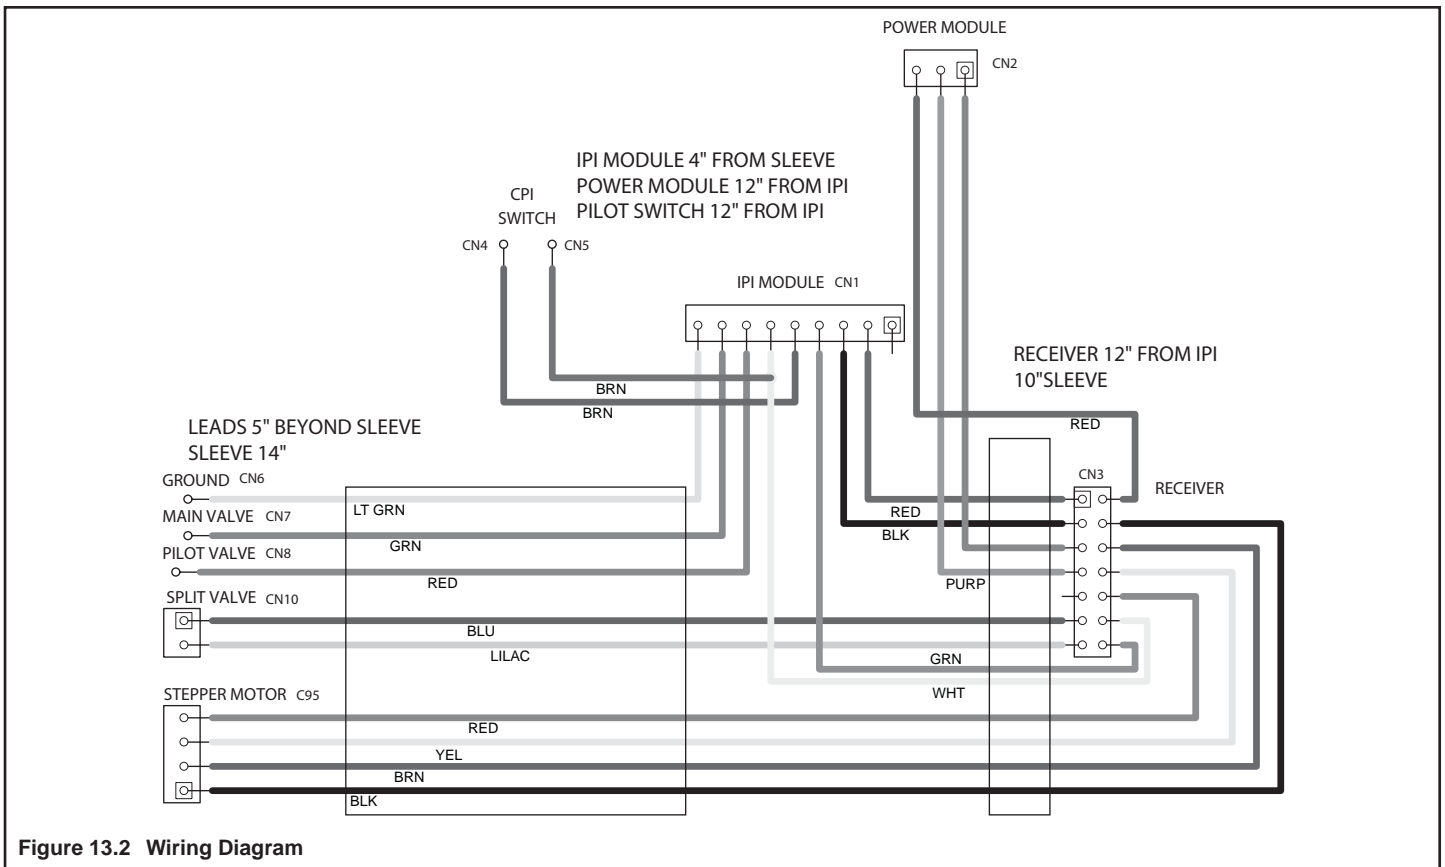 POWER MODULE
CN2
IPI MODULE 4" FROM SLEEVE
POWER MODULE 12" FROM IPI
PILOT SWITCH 12" FROM IPI
CPI
SWITCH
CN4
CN5
IPI MODULE CN1
RECEIVER 12" FROM IPI
10"SLEEVE
BRN
BRN
RED
LEADS 5" BEYOND SLEEVE
SLEEVE 14"
GROUND CN6
CN3
RECEIVER
LT GRN
RED
MAIN VALVE CN7
BLK
GRN
PILOT VALVE CN8
RED
PURP
SPLIT VALVE CN10
BLU
LILAC
GRN
WHT
STEPPER MOTOR C95
RED
YEL
BRN
BLK
Figure 13.2 Wiring Diagram